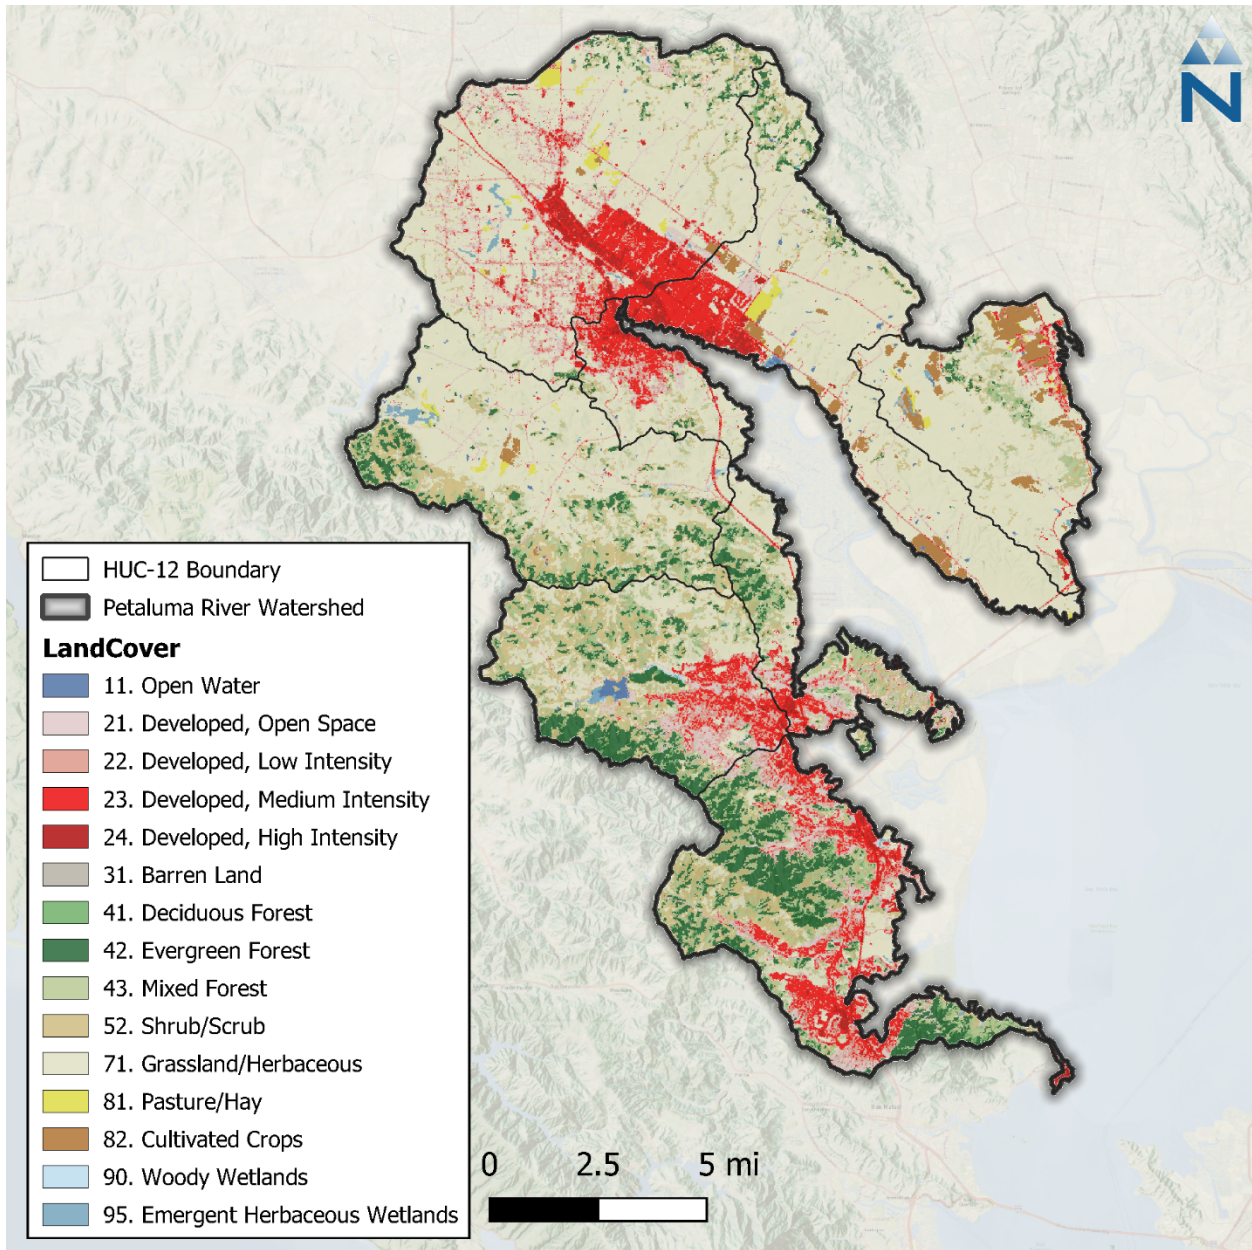 N
HUC-12 Boundary
Petaluma River Watershed
LandCover
11. Open Water
21. Developed, Open Space
22. Developed, Low Intensity
23. Developed, Medium Intensity
24. Developed, High Intensity
31. Barren Land
41. Deciduous Forest
42. Evergreen Forest
43. Mixed Forest
52. Shrub/Scrub
71. Grassland/Herbaceous
81. Pasture/Hay
82. Cultivated Crops
90. Woody Wetlands
95. Emergent Herbaceous Wetlands
0 2.5 5 mi